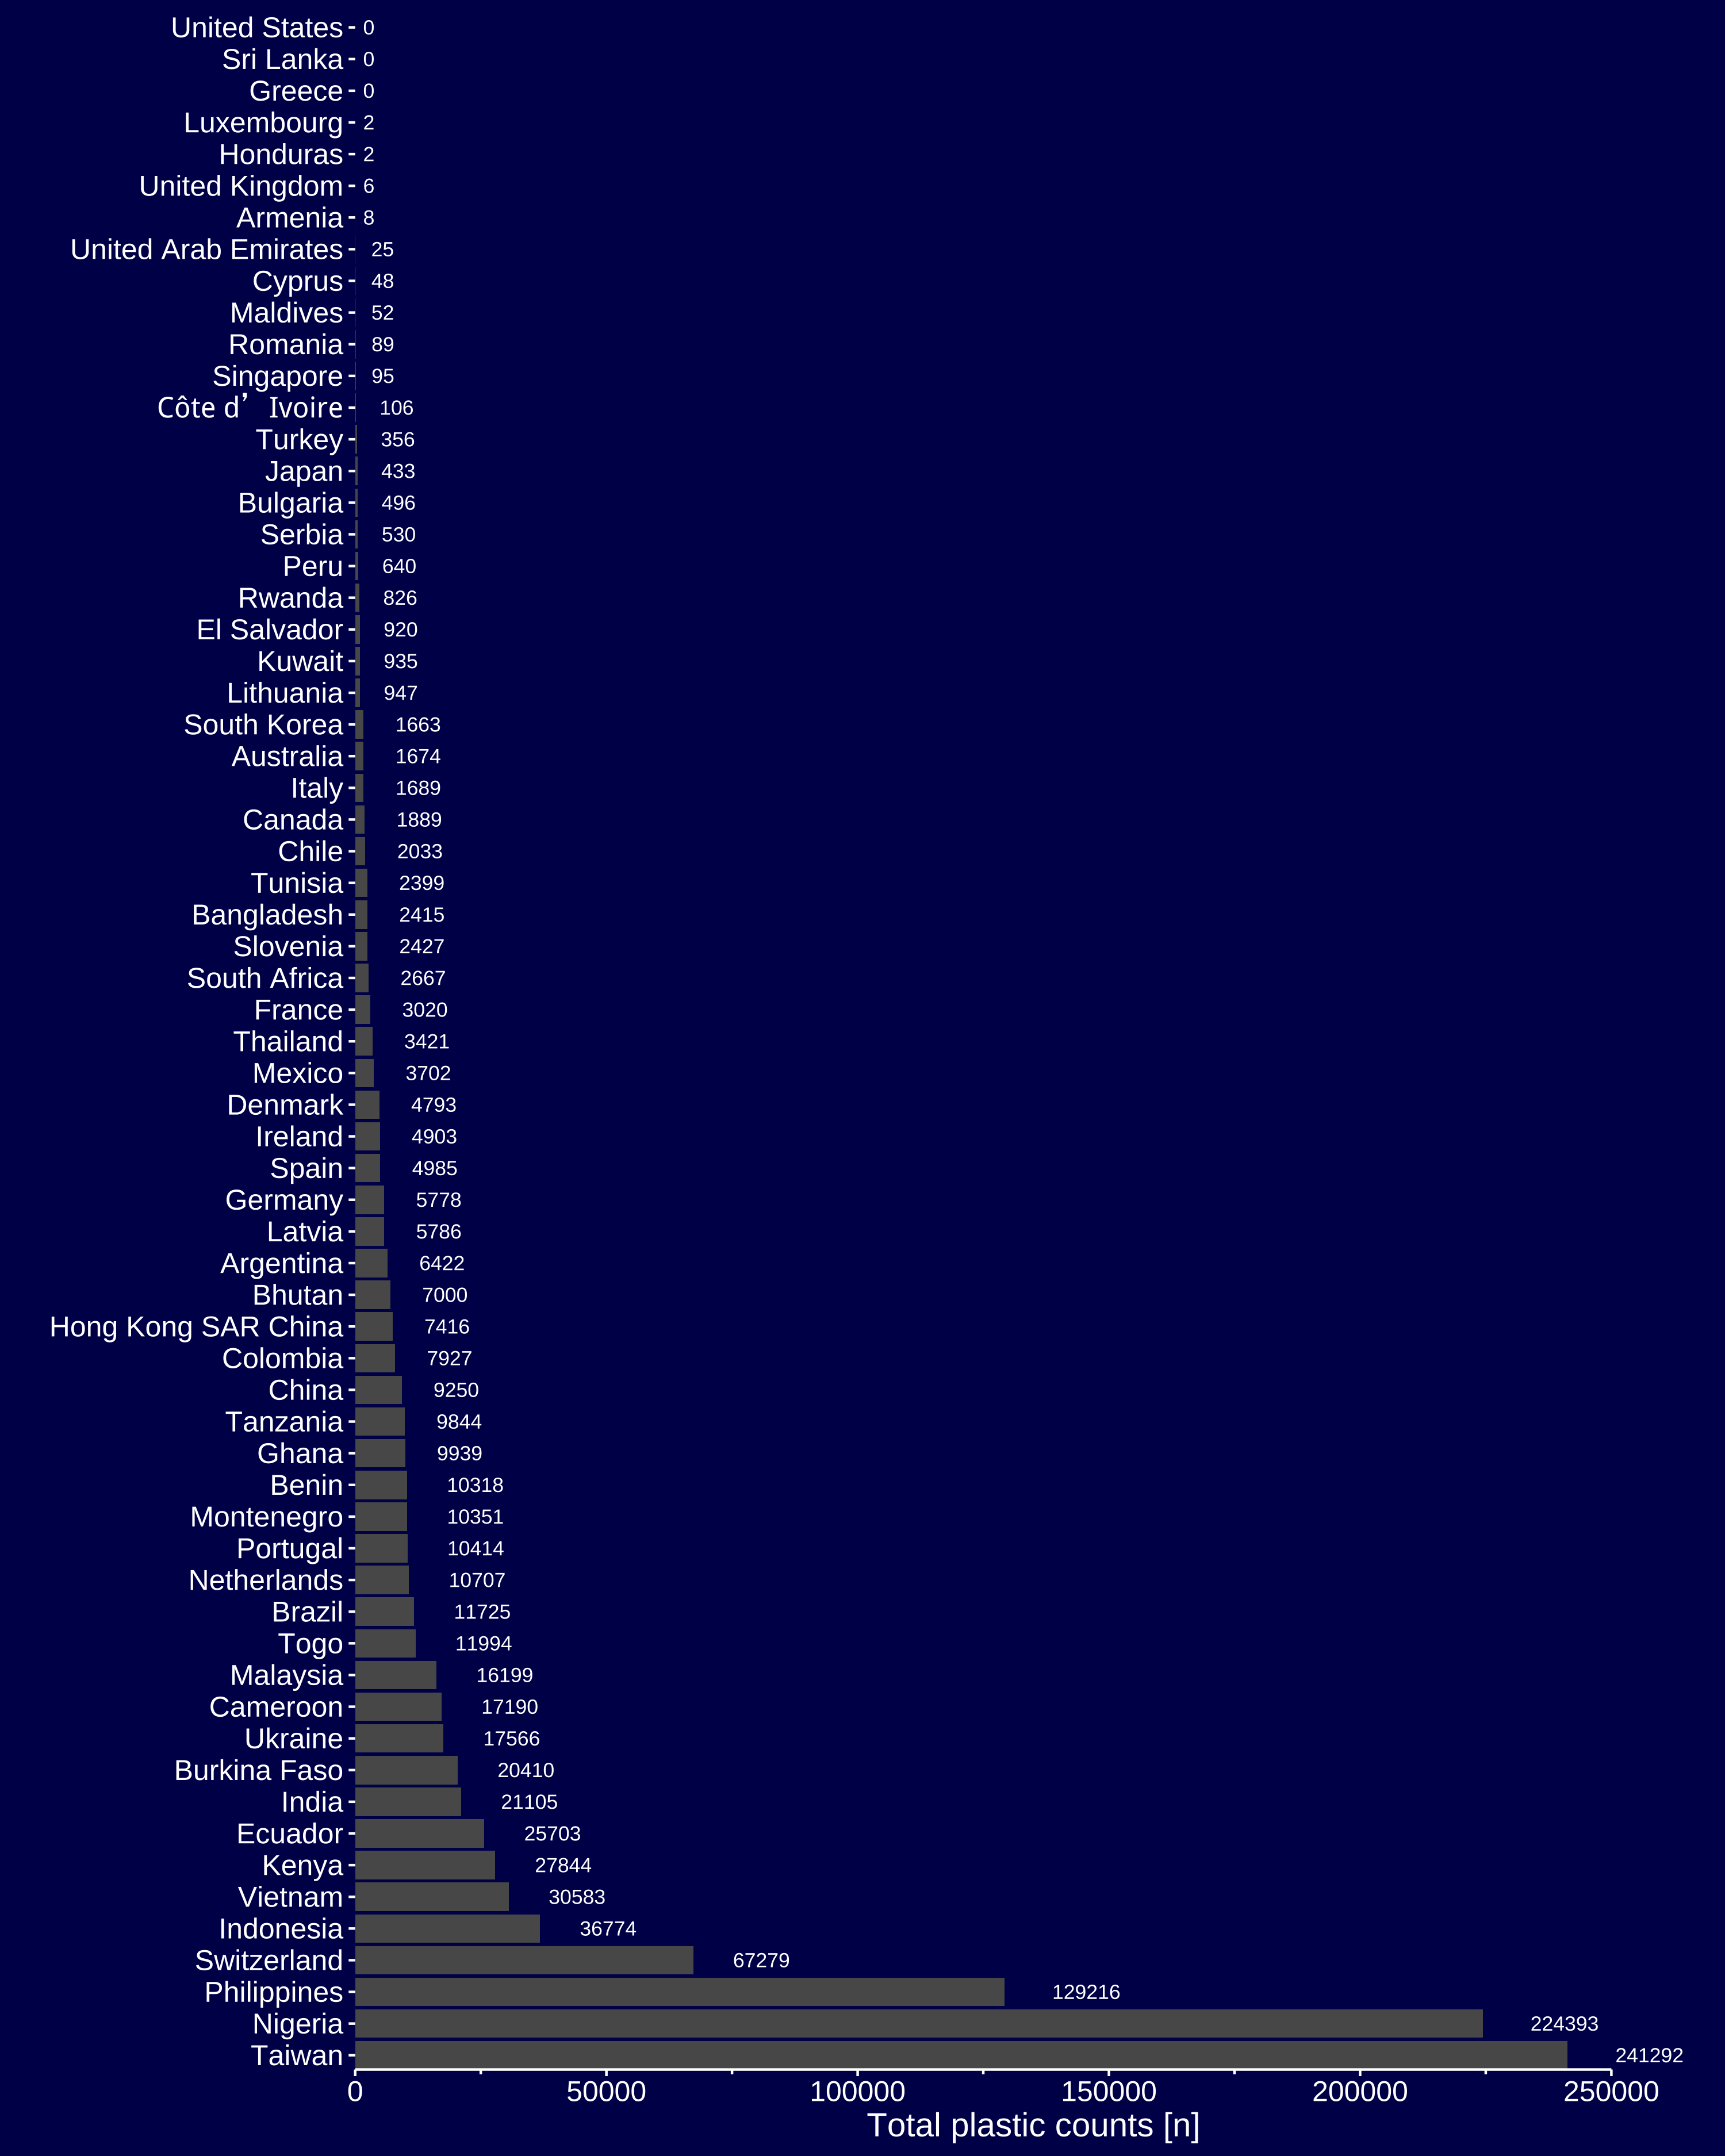 United States 0
Sri Lanka 0
Greece 0
Luxembourg 2
Honduras 2
United Kingdom 6
Armenia 8
United Arab Emirates 25
Cyprus 48
Maldives 52
Romania 89
Singapore 95
Côte d’Ivoire 106
Turkey 356
Japan 433
Bulgaria 496
Serbia 530
Peru 640
Rwanda 826
El Salvador 920
Kuwait 935
Lithuania 947
South Korea 1663
Australia 1674
Italy 1689
Canada 1889
Chile 2033
Tunisia 2399
Bangladesh 2415
Slovenia 2427
South Africa 2667
France 3020
Thailand 3421
Mexico 3702
Denmark 4793
Ireland 4903
Spain 4985
Germany 5778
Latvia 5786
Argentina 6422
Bhutan 7000
Hong Kong SAR China 7416
Colombia 7927
China 9250
Tanzania 9844
Ghana 9939
Benin 10318
Montenegro 10351
Portugal 10414
Netherlands 10707
Brazil 11725
Togo 11994
Malaysia 16199
Cameroon 17190
Ukraine 17566
Burkina Faso 20410
India 21105
Ecuador 25703
Kenya 27844
Vietnam 30583
Indonesia 36774
Switzerland 67279
Philippines 129216
Nigeria 224393
Taiwan 241292
0 50000 100000 150000 200000 250000
Total plastic counts [n]